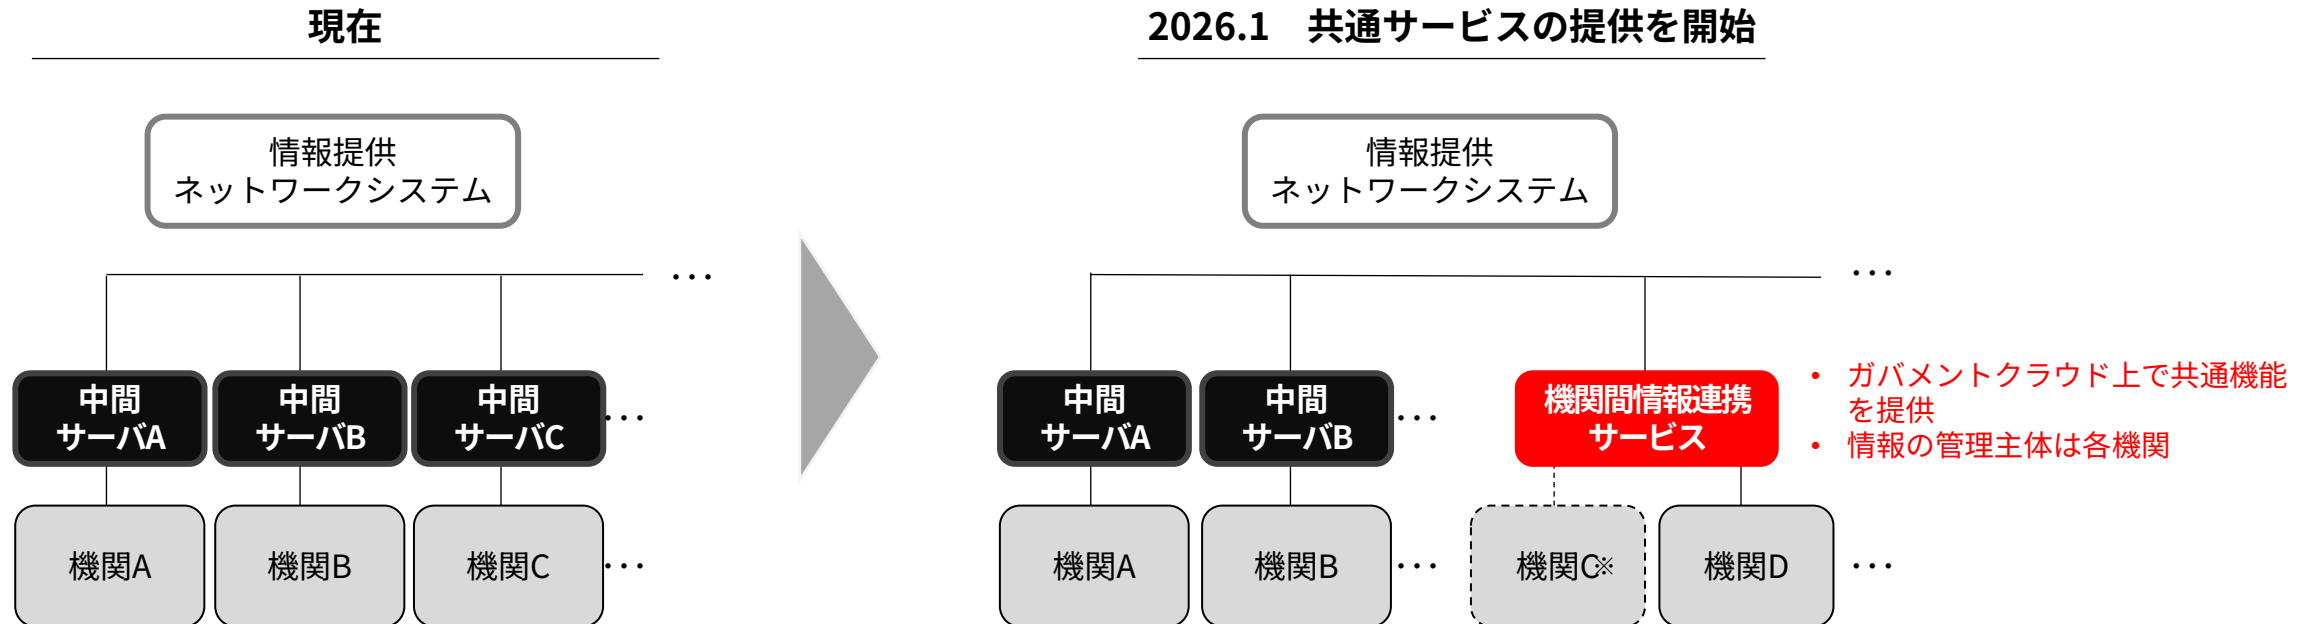 現在
情報提供
ネットワークシステム
・・・
中間
サーバA
中間
サーバB
中間
サーバC
・・・
機関A
機関B
機関C
・・・
2026.1　共通サービスの提供を開始
情報提供
ネットワークシステム
・・・
中間
サーバA
中間
サーバB
・・・
機関間情報連携
サービス
• ガバメントクラウド上で共通機能
を提供
• 情報の管理主体は各機関
機関A
機関B
・・・
機関C※
機関D
・・・